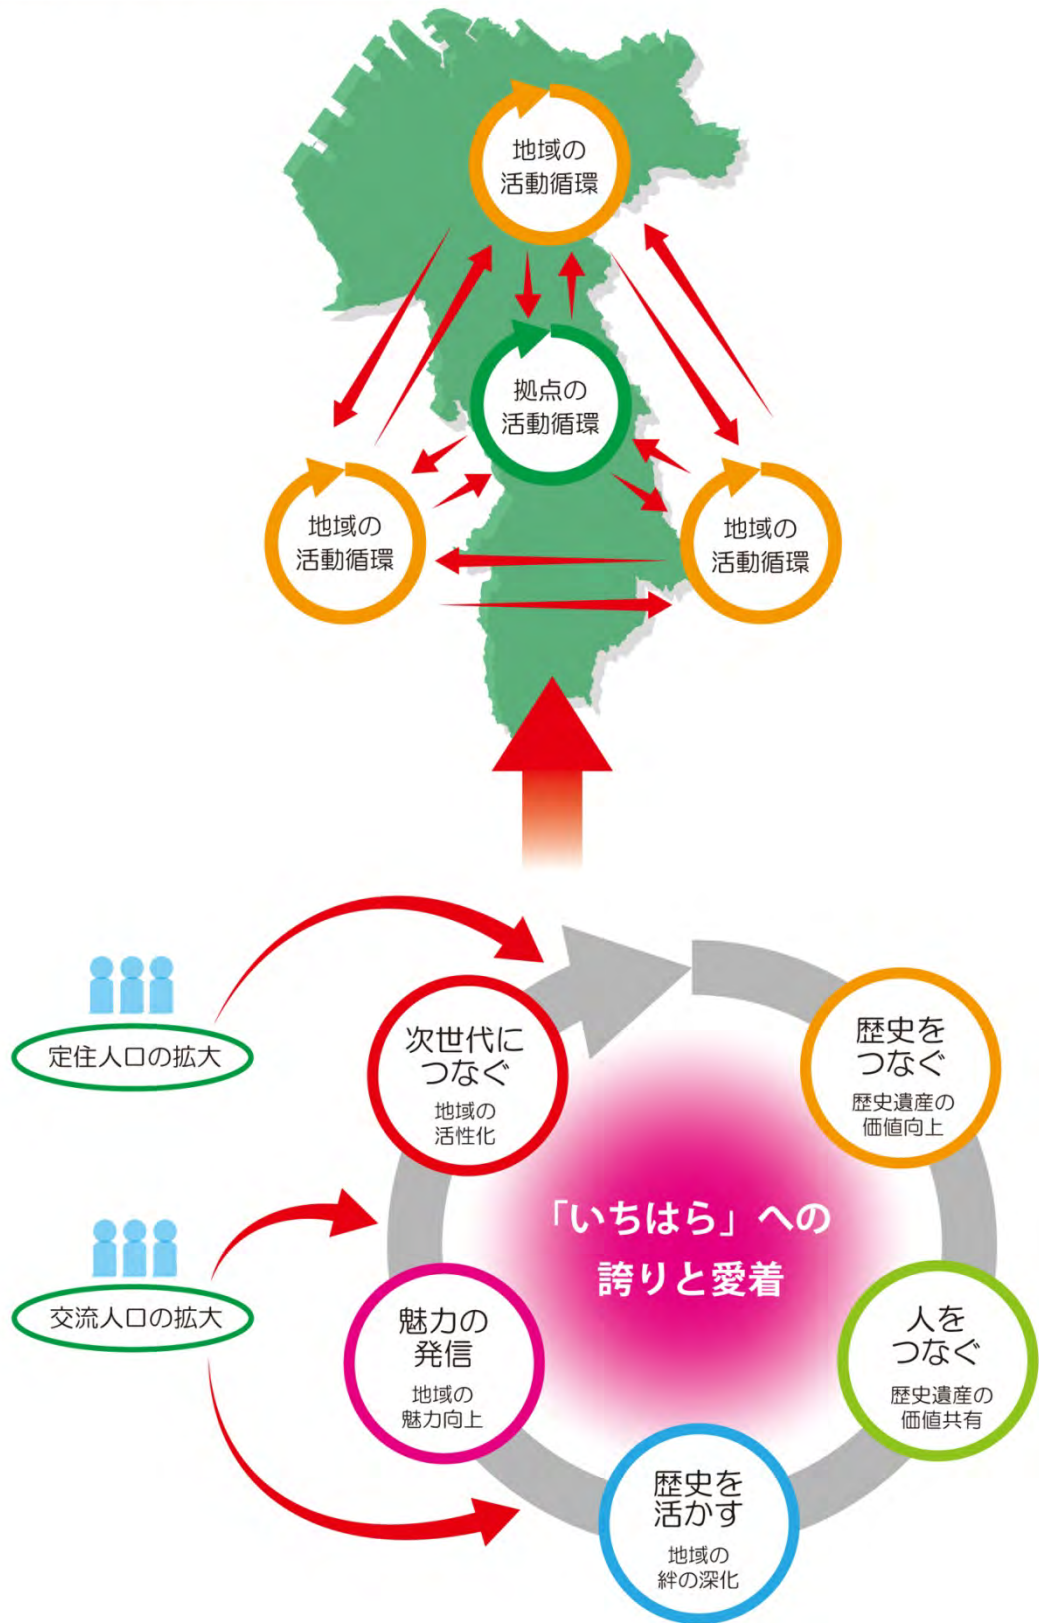 地域の
活動循環
拠点の
活動循環
地域の
活動循環
地域の
活動循環
定住人口の拡大
交流人口の拡大
次世代に
つなぐ
地域の
活性化
歴史を
つなぐ
歴史遺産の
価値向上
「いちはら」への
誇りと愛着
魅力の
発信
地域の
魅力向上
人を
つなぐ
歴史遺産の
価値共有
歴史を
活かす
地域の
絆の深化